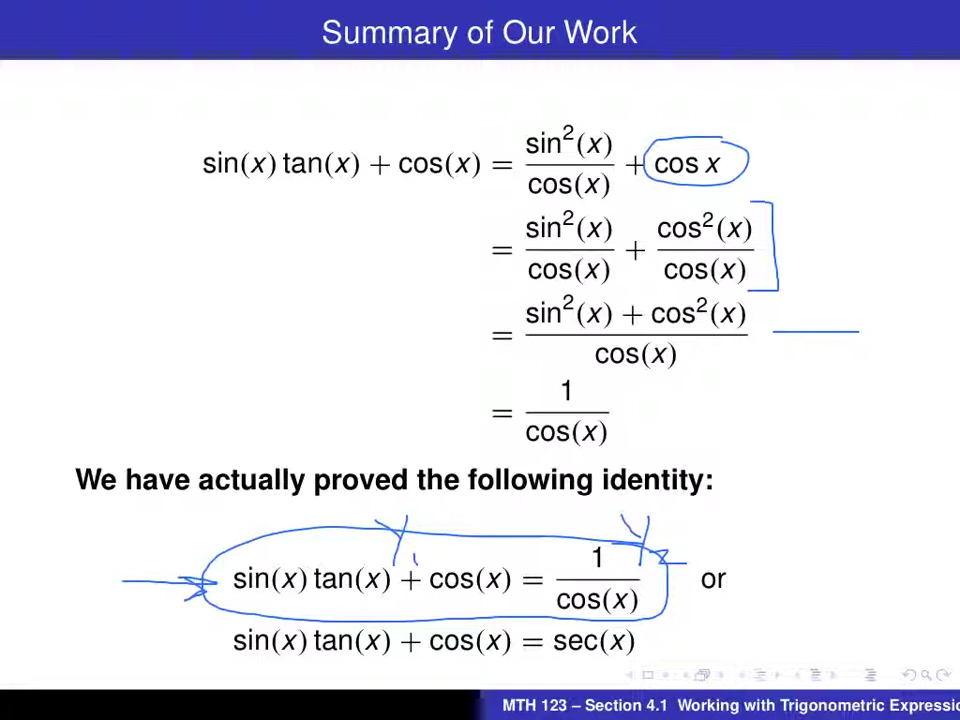 Summary of Our Work
sin(x) tan(x) + cos(x) = sin²(x)/cos(x) + cos x
= sin²(x)/cos(x) + cos²(x)/cos(x)
= (sin²(x) + cos²(x))/cos(x)
= 1/cos(x)
We have actually proved the following identity:
sin(x) tan(x) + cos(x) = 1/cos(x) or
sin(x) tan(x) + cos(x) = sec(x)
MTH 123 – Section 4.1 Working with Trigonometric Expressio